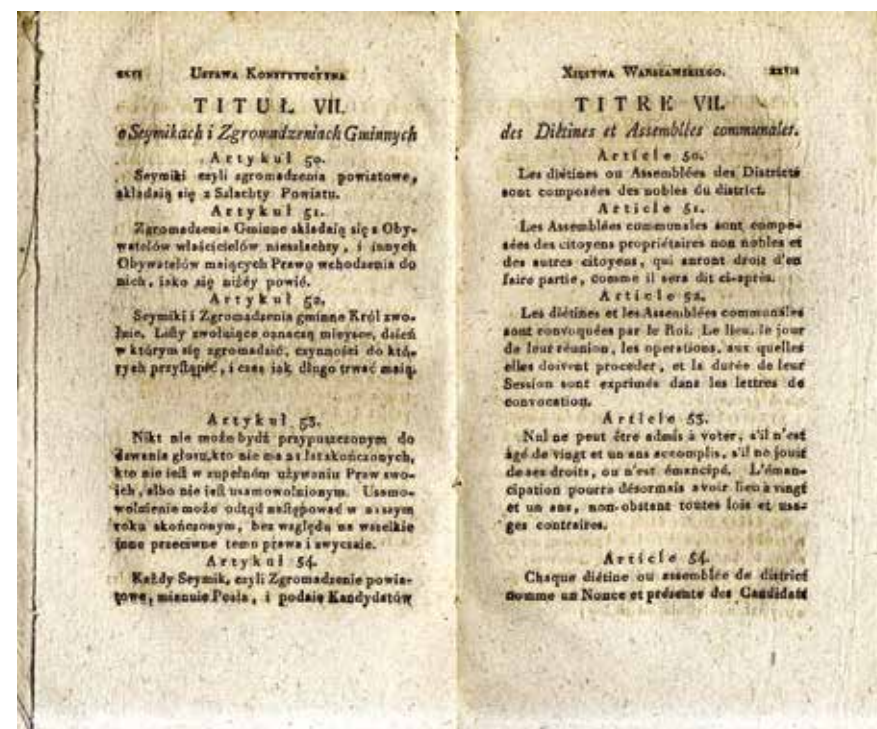 xxvi Ustawa Konstytucyyna
TITUŁ VII.
o Seymikach i Zgromadzeniach Gminnych
Artykuł 50.
Seymiki czyli zgromadzenia powiatowe,
składaią się z Szlachty Powiatu.
Artykuł 51.
Zgromadzenia Gminne składaią się z Oby-
watelów właścicielów nieszlachty, i innych
Obywatelów maiących Prawo wchodzenia do
nich, iako się niżéy powié.
Artykuł 52.
Seymiki i Zgromadzenia gminne Król zwo-
łuie. Listy zwołuiące oznaczą mieysce, dzień
w którym się zgromadzić, czynności do któ-
rych przystąpić, i czas iak długo trwać maią.
Artykuł 53.
Nikt nie może bydź przypuszczonym do
dawania głosu, kto nie ma 21 lat skończonych,
kto nie iest w zupełném używaniu Praw swo-
ich, albo nie iest usamowolnionym. Usamo-
wolnienie może odtąd następować w 21szym
roku skończonym, bez względu na wszelkie
inne przeciwne temu prawa i zwyczaie.
Artykuł 54.
Każdy Seymik, czyli Zgromadzenie powia-
towe, mianuie Posła, i podaie Kandydatów
Xięstwa Warszawskiego. xxvii
TITRE VII.
des Diétines et Assemblées communales.
Article 50.
Les diétines ou Assemblées des Districts
sont composées des nobles du district.
Article 51.
Les Assemblées communales sont compo-
sées des citoyens propriétaires non nobles et
des autres citoyens, qui auront droit d'en
faire partie, comme il sera dit ci-après.
Article 52.
Les diétines et les Assemblées communales
sont convoquées par le Roi. Le lieu, le jour
de leur réunion, les operations, aux quelles
elles doivent proceder, et la durée de leur
Session sont exprimés dans les lettres de
convocation.
Article 53.
Nul ne peut être admis à voter, s'il n'est
âgé de vingt et un ans accomplis, s'il ne jouit
de ses droits, ou n'est émancipé. L'éman-
cipation pourra désormais avoir lieu à vingt
et un ans, non-obstant toutes lois et usa-
ges contraires.
Article 54.
Chaque diétine ou assemblée de district
nomme un Nonce et présente des Candidats